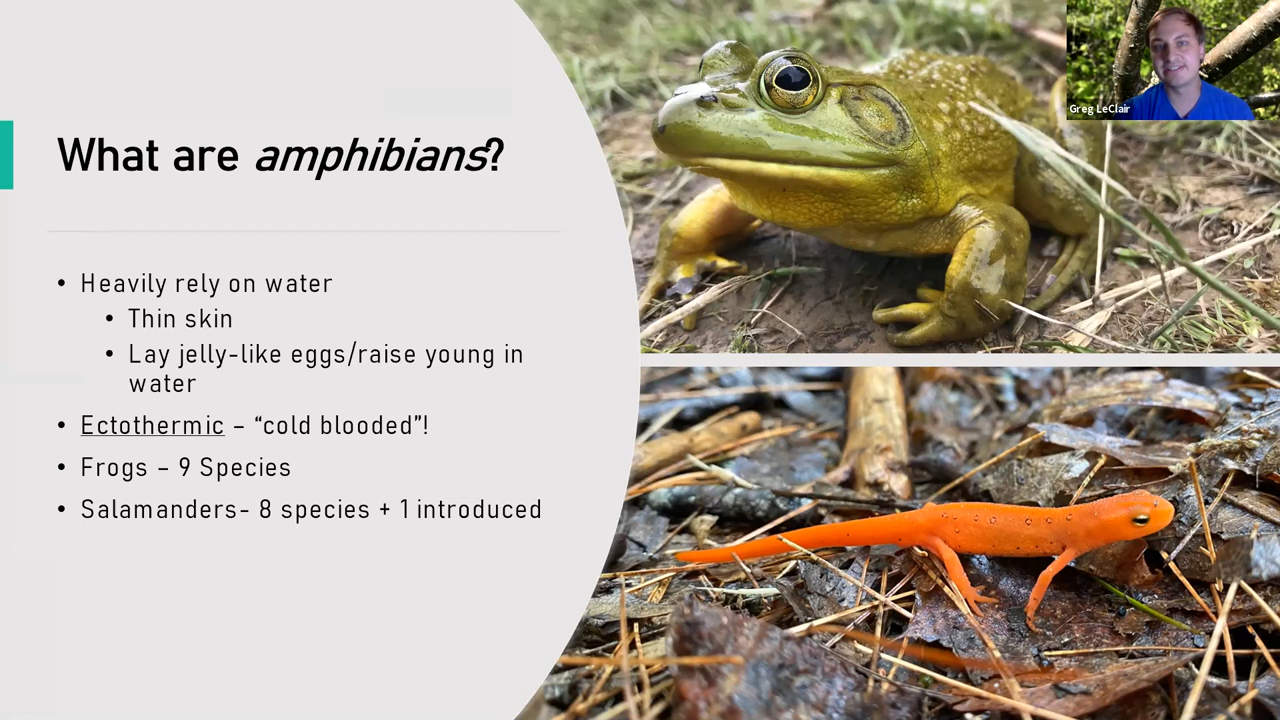 What are amphibians?
• Heavily rely on water
• Thin skin
• Lay jelly-like eggs/raise young in
water
• Ectothermic – “cold blooded”!
• Frogs – 9 Species
• Salamanders- 8 species + 1 introduced
Greg LeClair